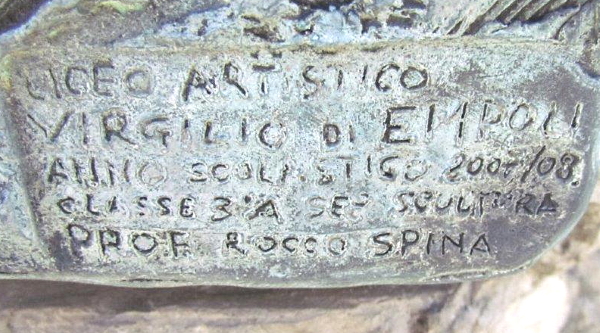 LICEO ARTISTICO
VIRGILIO DI EMPOLI
ANNO SCOLASTICO 2007/08
CLASSE 3ªA SEZ SCULTURA
PROF. ROCCO SPINA